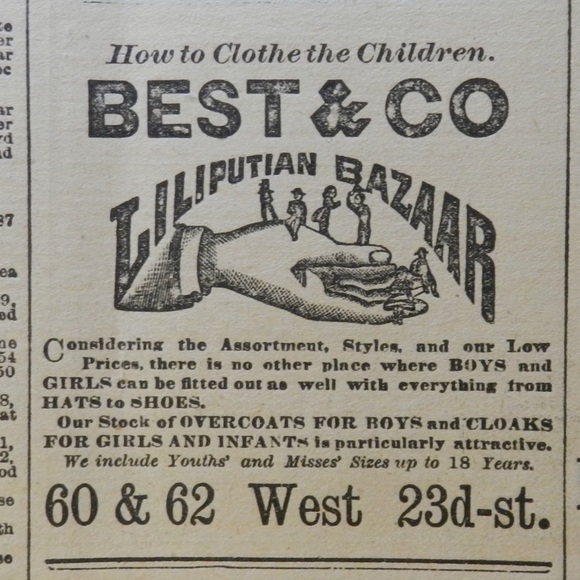 How to Clothe the Children.
BEST & CO
LILIPUTIAN BAZAAR
Considering the Assortment, Styles, and our Low
Prices, there is no other place where BOYS and
GIRLS can be fitted out as well with everything from
HATS to SHOES.
Our Stock of OVERCOATS FOR BOYS and CLOAKS
FOR GIRLS AND INFANTS is particularly attractive.
We include Youths' and Misses' Sizes up to 18 Years.
60 & 62 West 23d-st.